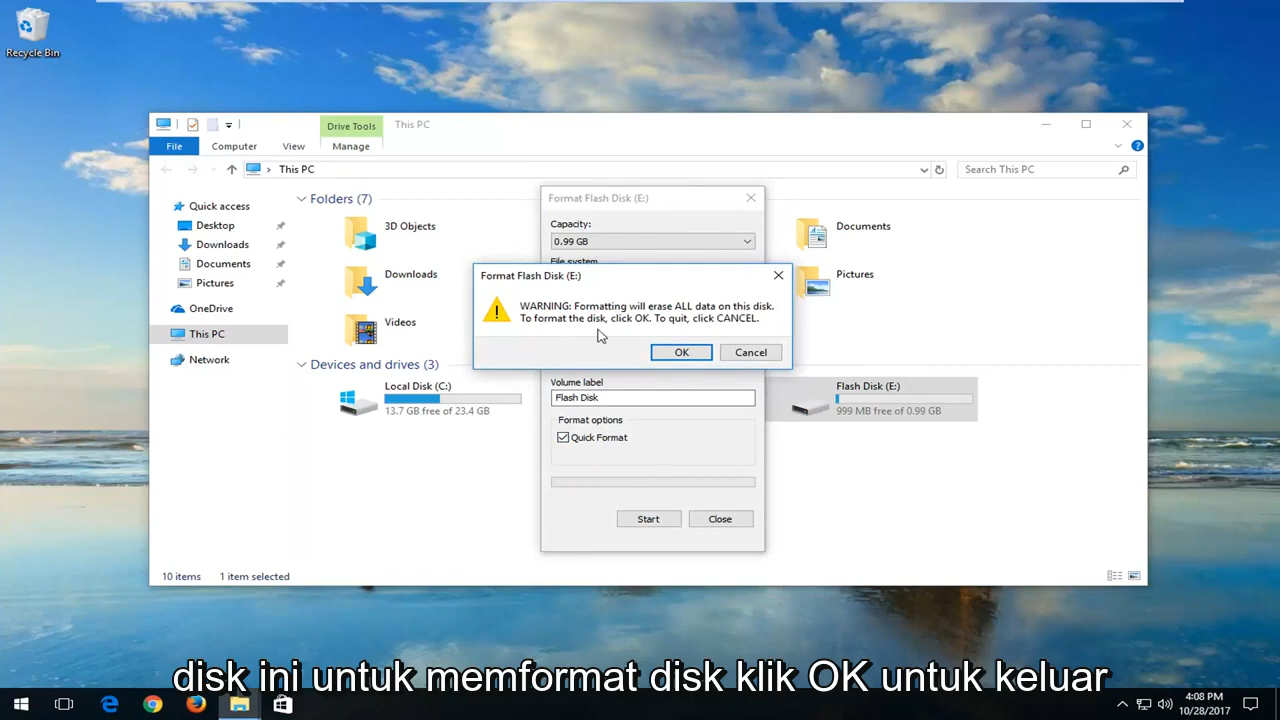 Recycle Bin
Drive Tools
This PC
File
Computer
View
Manage
This PC
Search This PC
Quick access
Desktop
Downloads
Documents
Pictures
OneDrive
This PC
Network
Folders (7)
3D Objects
Documents
Downloads
Pictures
Videos
Devices and drives (3)
Local Disk (C:)
13.7 GB free of 23.4 GB
Flash Disk (E:)
999 MB free of 0.99 GB
Format Flash Disk (E:)
Capacity:
0.99 GB
File system
Format Flash Disk (E:)
WARNING: Formatting will erase ALL data on this disk.
To format the disk, click OK. To quit, click CANCEL.
OK
Cancel
Volume label
Flash Disk
Format options
Quick Format
Start
Close
10 items
1 item selected
disk ini untuk memformat disk klik OK untuk keluar
4:08 PM
10/28/2017